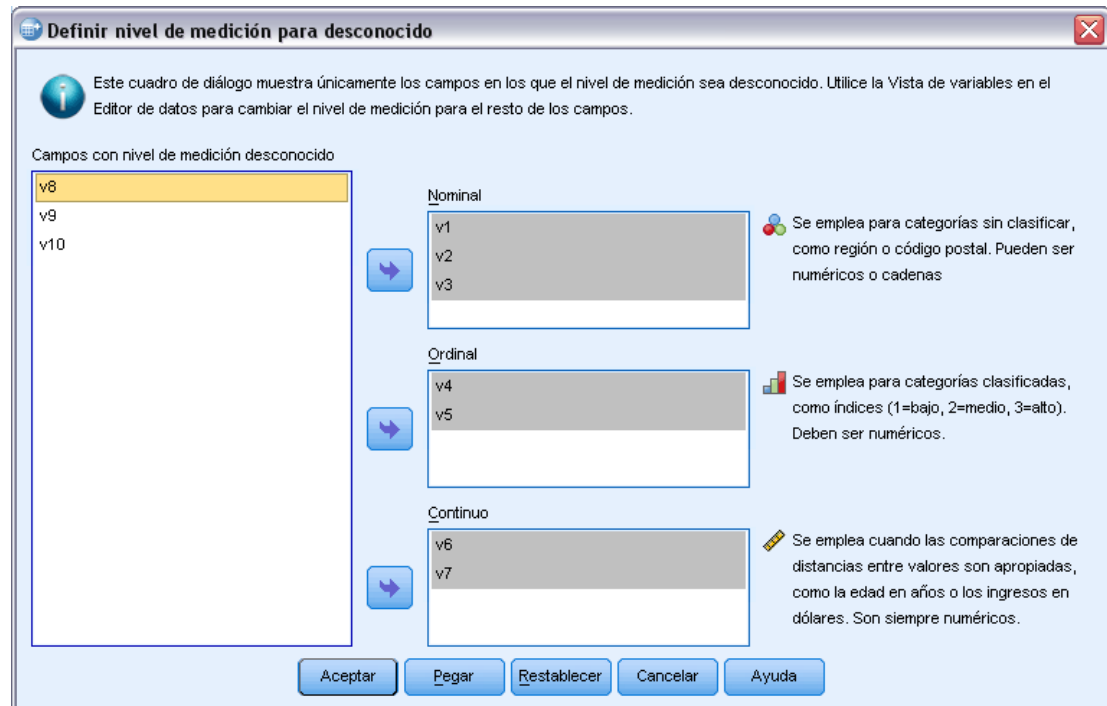 Definir nivel de medición para desconocido
Este cuadro de diálogo muestra únicamente los campos en los que el nivel de medición sea desconocido. Utilice la Vista de variables en el
Editor de datos para cambiar el nivel de medición para el resto de los campos.
Campos con nivel de medición desconocido
v8
v9
v10
Nominal
v1
v2
v3
Se emplea para categorías sin clasificar,
como región o código postal. Pueden ser
numéricos o cadenas
Ordinal
v4
v5
Se emplea para categorías clasificadas,
como índices (1=bajo, 2=medio, 3=alto).
Deben ser numéricos.
Continuo
v6
v7
Se emplea cuando las comparaciones de
distancias entre valores son apropiadas,
como la edad en años o los ingresos en
dólares. Son siempre numéricos.
Aceptar Pegar Restablecer Cancelar Ayuda